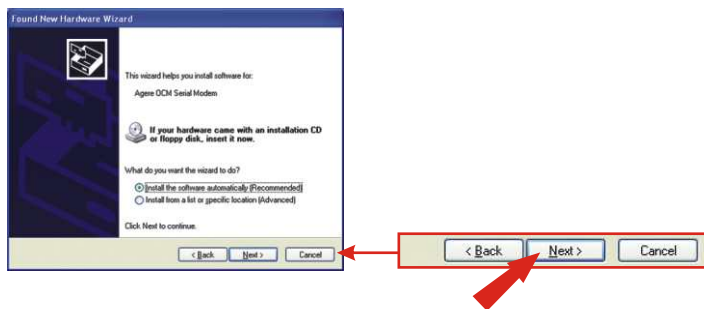 Found New Hardware Wizard
This wizard helps you install software for:
Agere OCM Serial Modem
If your hardware came with an installation CD
or floppy disk, insert it now.
What do you want the wizard to do?
Install the software automatically (Recommended)
Install from a list or specific location (Advanced)
Click Next to continue.
< Back Next > Cancel
< Back Next > Cancel